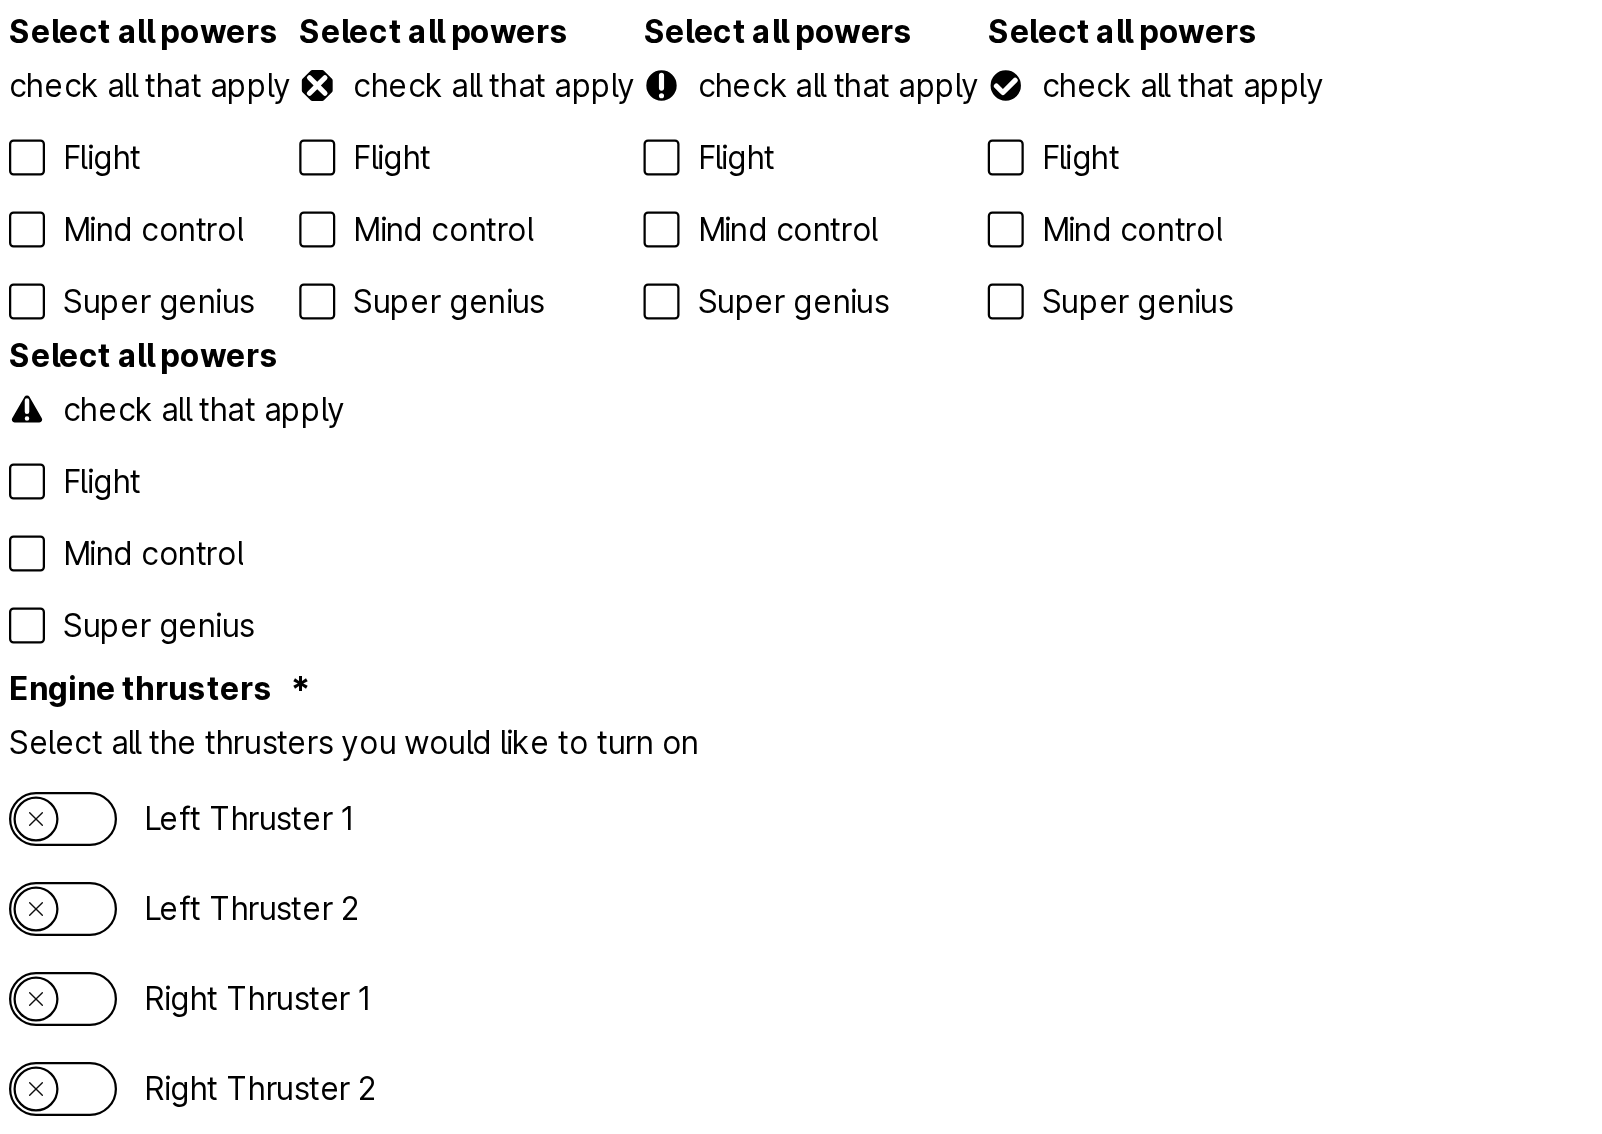 Select all powers Select all powers Select all powers Select all powers
check all that apply check all that apply check all that apply check all that apply
Flight Flight Flight Flight
Mind control Mind control Mind control Mind control
Super genius Super genius Super genius Super genius
Select all powers
check all that apply
Flight
Mind control
Super genius
Engine thrusters *
Select all the thrusters you would like to turn on
Left Thruster 1
Left Thruster 2
Right Thruster 1
Right Thruster 2